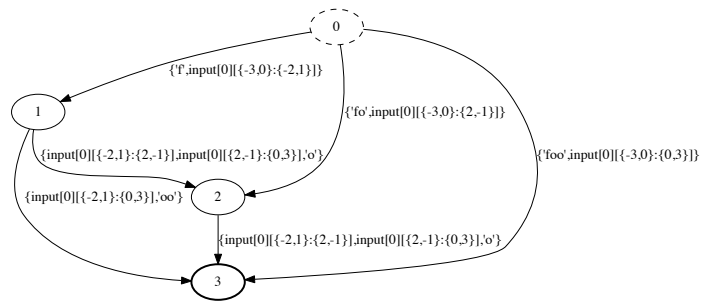 0
{'f',input[0][{-3,0}:{-2,1}]}
1
{'fo',input[0][{-3,0}:{2,-1}]}
{input[0][{-2,1}:{2,-1}],input[0][{2,-1}:{0,3}],'o'}
{'foo',input[0][{-3,0}:{0,3}]}
{input[0][{-2,1}:{0,3}],'oo'}
2
{input[0][{-2,1}:{2,-1}],input[0][{2,-1}:{0,3}],'o'}
3